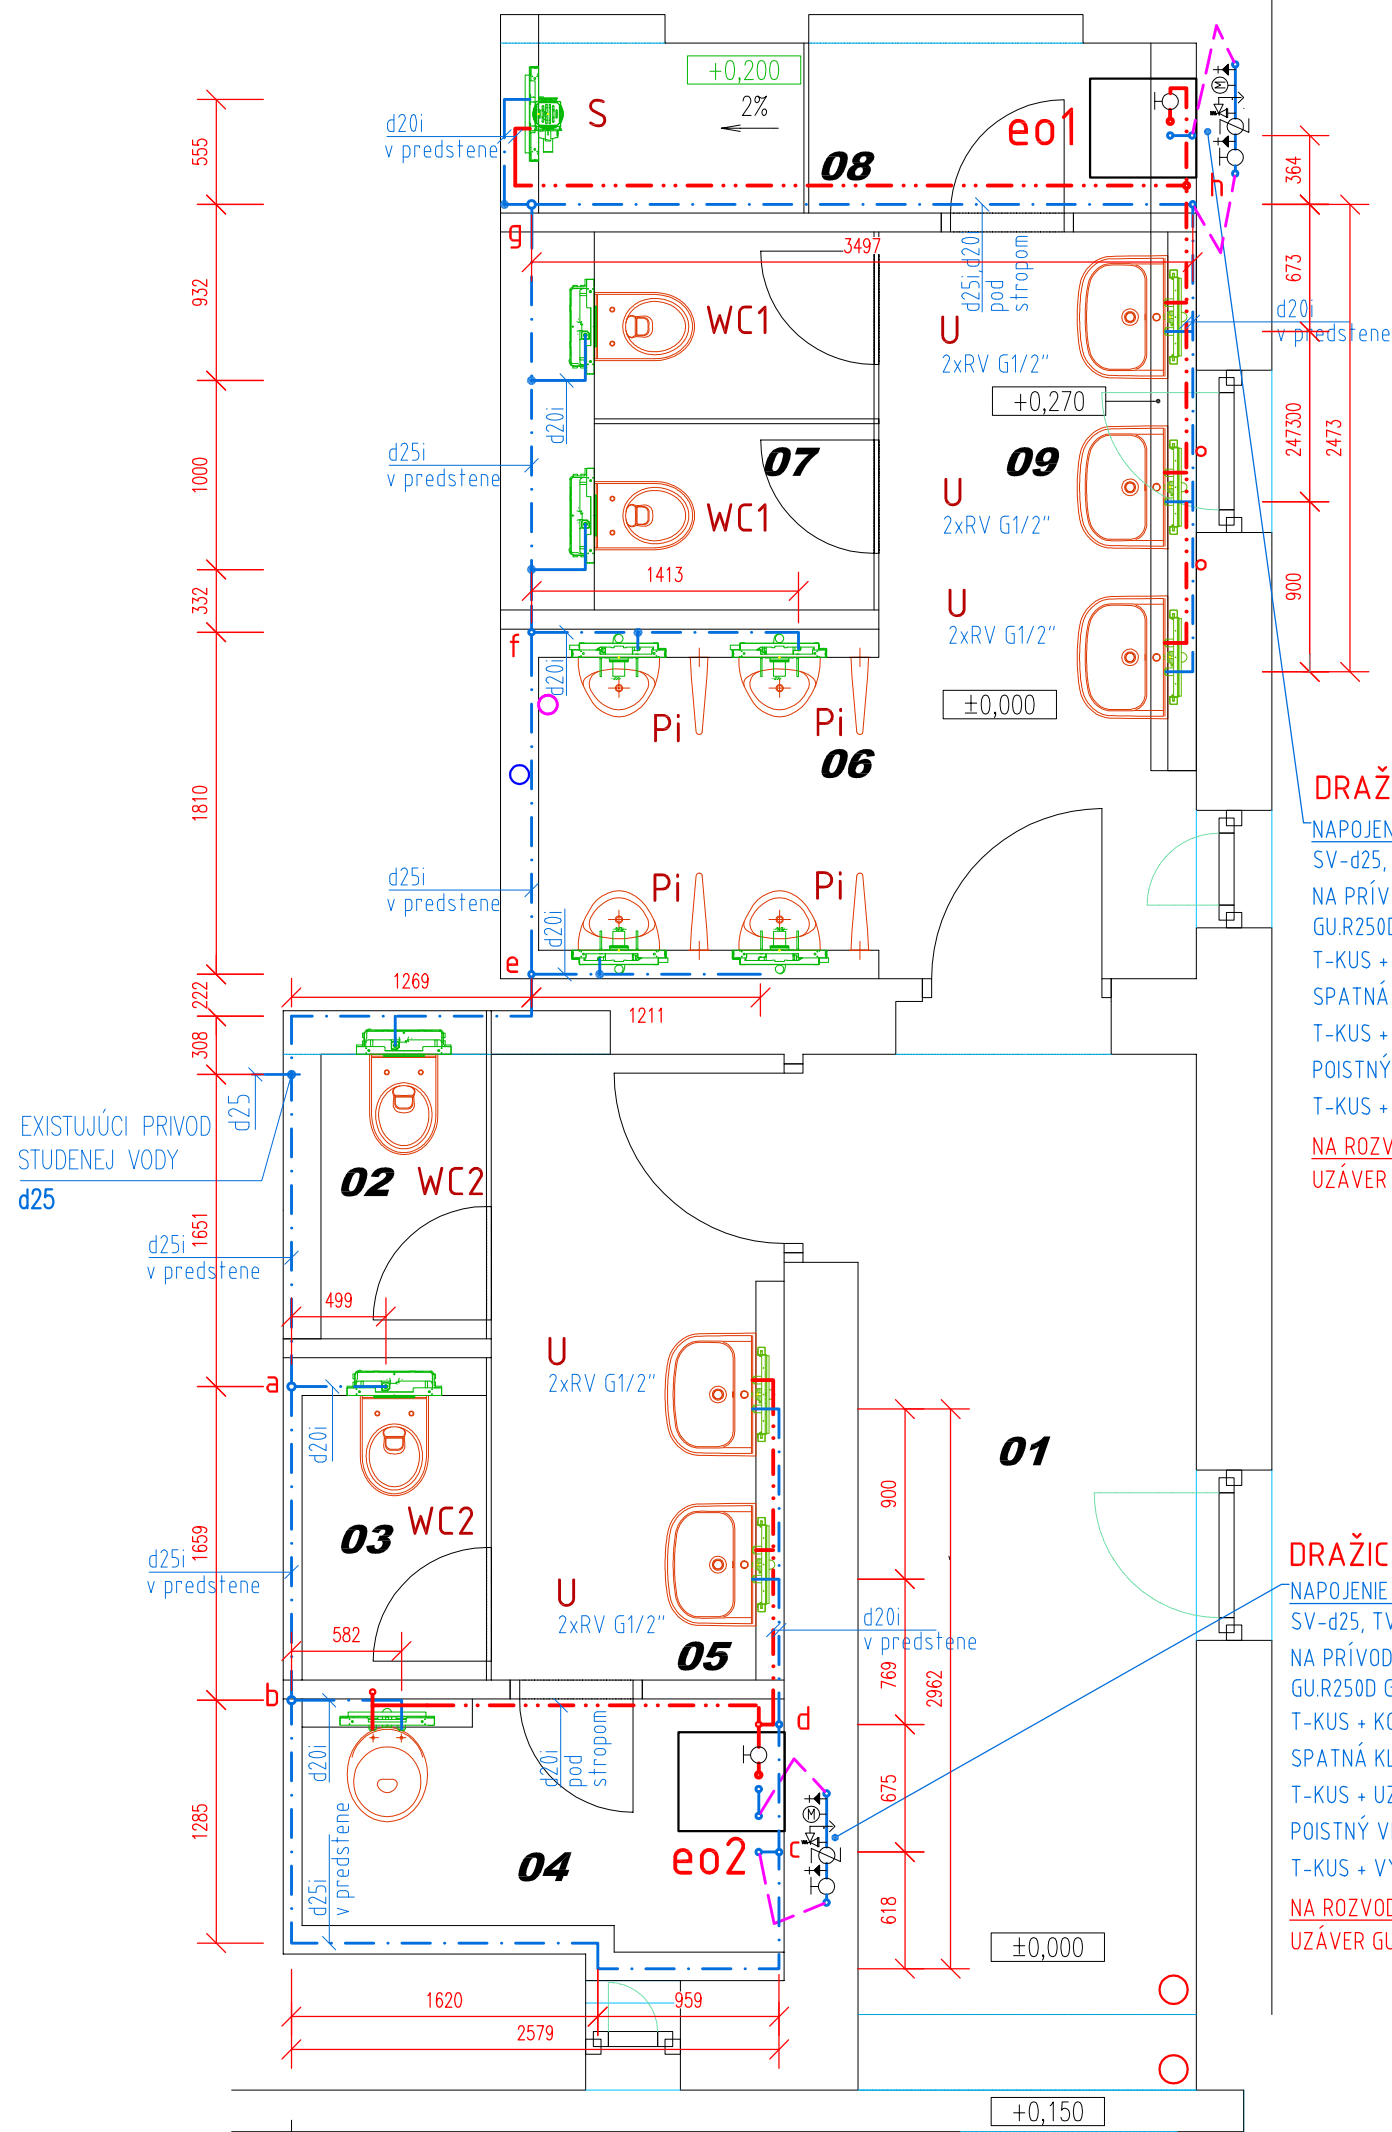 +0,200
2%
S
eo1
08
d20i
v predstene
555
364
h
g
3497
d25i,d20i
pod
stropom
932
673
WC1
U
2xRV G1/2"
d20i
v predstene
+0,270
d20i
d25i
v predstene
1000
07
09
247300
2473
WC1
U
2xRV G1/2"
1413
332
900
U
2xRV G1/2"
f
d20i
Pi
Pi
±0,000
06
1810
DRAŽ
NAPOJEN
SV-d25,
NA PRÍV
GU.R250D
T-KUS +
SPATNÁ
T-KUS +
POISTNÝ
T-KUS +
NA ROZV
UZÁVER
d25i
v predstene
Pi
Pi
d20i
e
222
1269
1211
308
d25
EXISTUJÚCI PRIVOD
STUDENEJ VODY
d25
02
WC2
1651
d25i
v predstene
499
a
U
2xRV G1/2"
d20i
01
900
03
WC2
1659
d25i
v predstene
U
2xRV G1/2"
05
d20i
v predstene
582
769
2962
b
d
d20i
d20i
pod
stropom
675
eo2
c
04
1285
d25i
v predstene
618
DRAŽIC
NAPOJENIE
SV-d25, TV
NA PRÍVOD
GU.R250D G
T-KUS + KO
SPATNÁ KL
T-KUS + UZ
POISTNÝ VE
T-KUS + VY
NA ROZVOD
UZÁVER GU
±0,000
1620
959
2579
+0,150